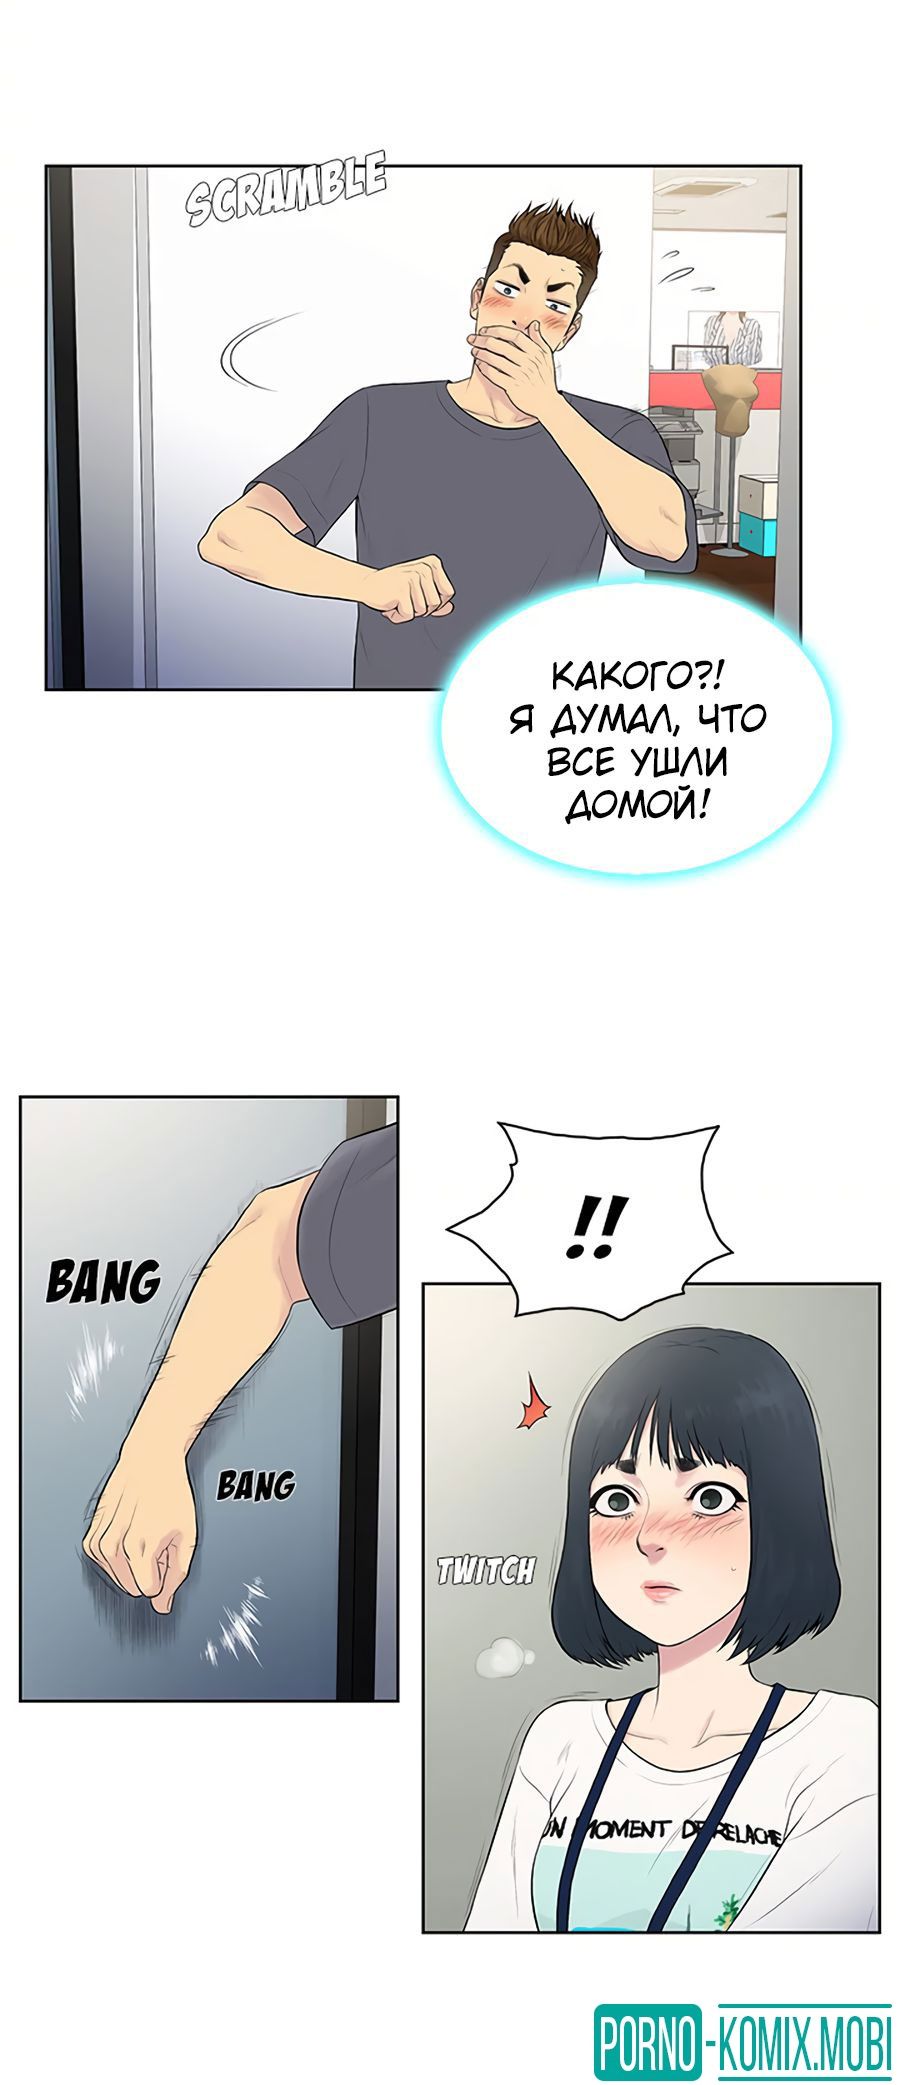 SCRAMBLE
КАКОГО?!
Я ДУМАЛ, ЧТО
ВСЕ УШЛИ
ДОМОЙ!
BANG
!!
BANG
TWITCH
UN MOMENT DE RELACHE
PORNO-KOMIX.MOBI